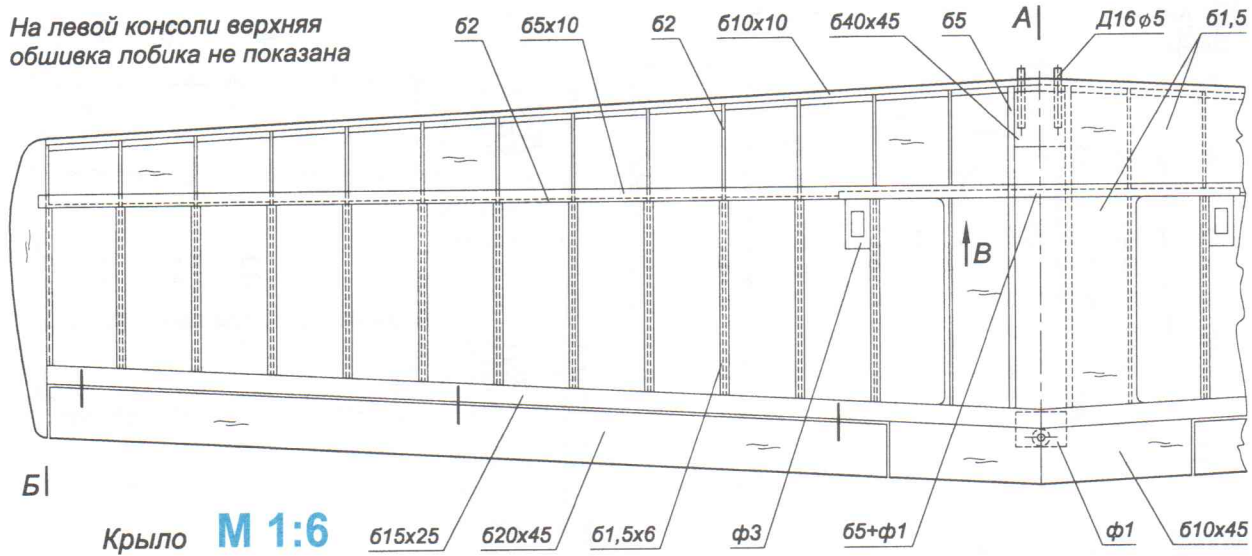 На левой консоли верхняя
обшивка лобика не показана
б2
б5х10
б2
б10х10
б40х45
б5
А
Д16 ф5
б1,5
В
Б
Крыло М 1:6
б15х25
б20х45
б1,5х6
ф3
б5+ф1
ф1
б10х45